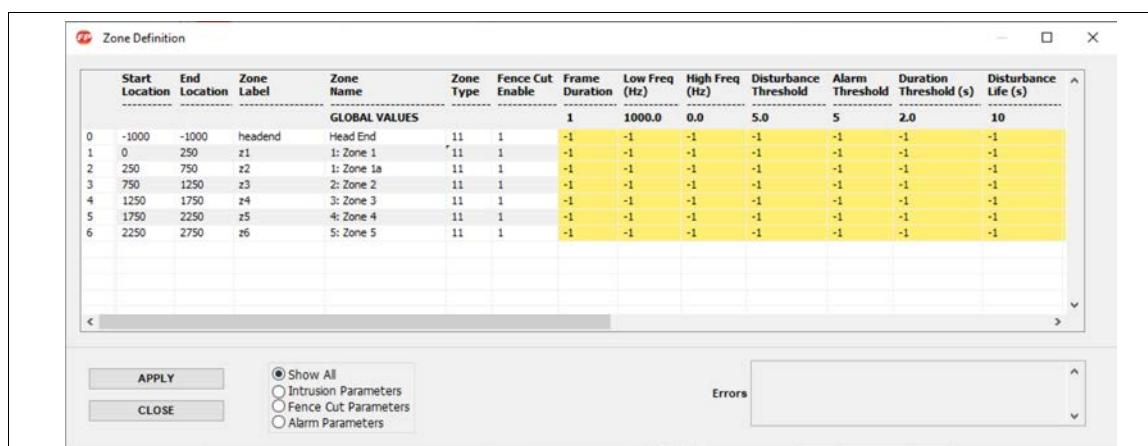 Zone Definition
Start Location End Location Zone Label Zone Name Zone Type Fence Cut Enable Frame Duration Low Freq (Hz) High Freq (Hz) Disturbance Threshold Alarm Threshold Duration Threshold (s) Disturbance Life (s)
GLOBAL VALUES 1 1000.0 0.0 5.0 5 2.0 10
0 -1000 -1000 headend Head End 11 1 -1 -1 -1 -1 -1 -1 -1
1 0 250 z1 1: Zone 1 11 1 -1 -1 -1 -1 -1 -1 -1
2 250 750 z2 1: Zone 1a 11 1 -1 -1 -1 -1 -1 -1 -1
3 750 1250 z3 2: Zone 2 11 1 -1 -1 -1 -1 -1 -1 -1
4 1250 1750 z4 3: Zone 3 11 1 -1 -1 -1 -1 -1 -1 -1
5 1750 2250 z5 4: Zone 4 11 1 -1 -1 -1 -1 -1 -1 -1
6 2250 2750 z6 5: Zone 5 11 1 -1 -1 -1 -1 -1 -1 -1
APPLY
CLOSE
Show All
Intrusion Parameters
Fence Cut Parameters
Alarm Parameters
Errors